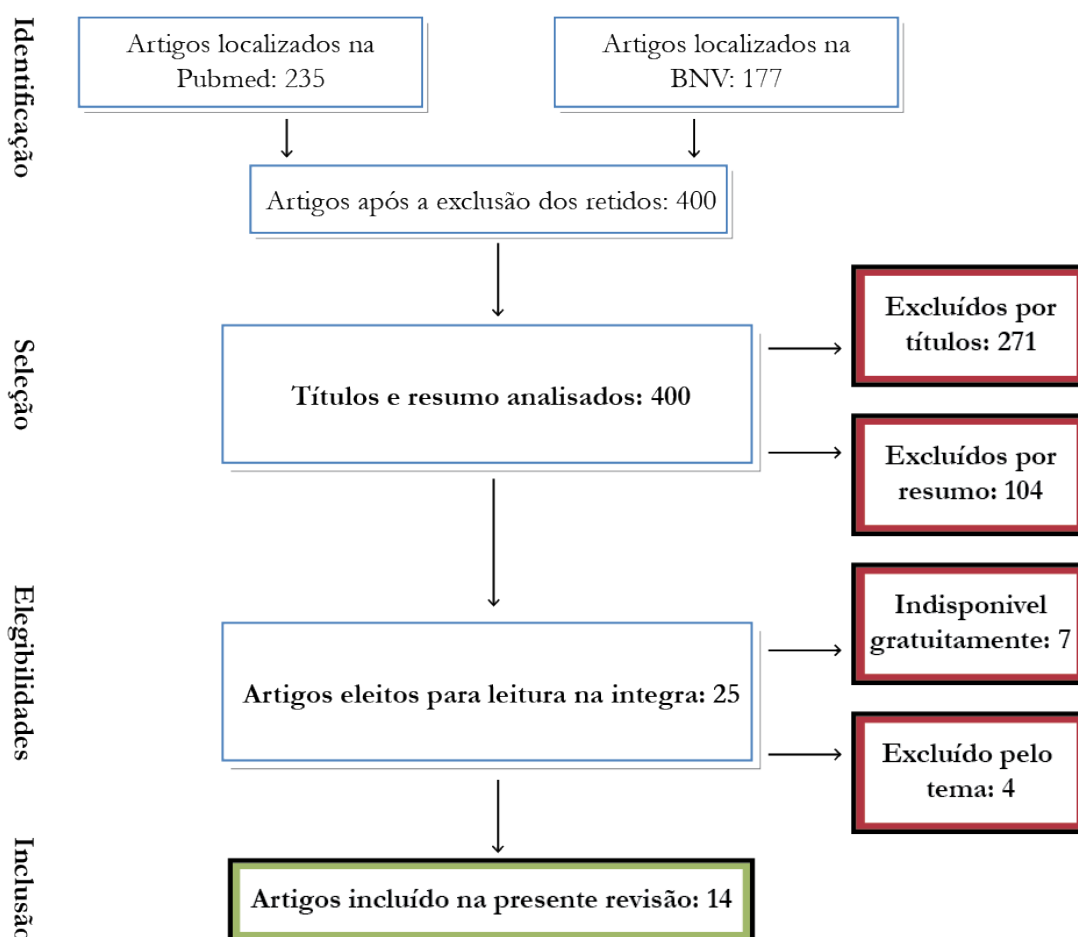 Identificação
Artigos localizados na
Pubmed: 235
Artigos localizados na
BNV: 177
Artigos após a exclusão dos retidos: 400
Seleção
Títulos e resumo analisados: 400
Excluídos por
títulos: 271
Excluídos por
resumo: 104
Elegibilidades
Artigos eleitos para leitura na integra: 25
Indisponivel
gratuitamente: 7
Excluído pelo
tema: 4
Inclusão
Artigos incluído na presente revisão: 14